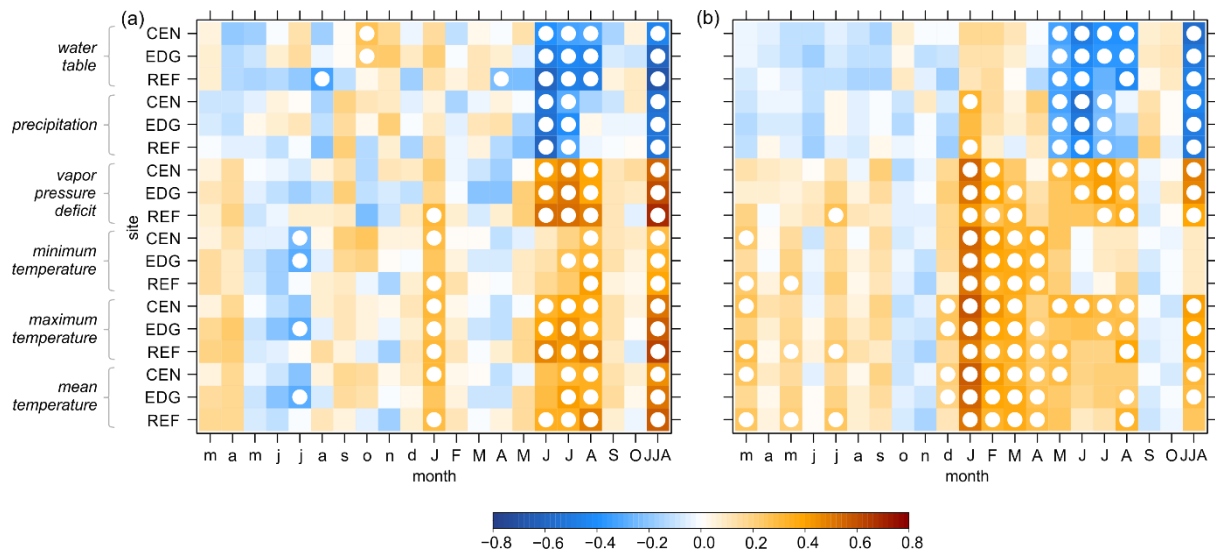 (a)
(b)
water
table
precipitation
vapor
pressure
deficit
minimum
temperature
maximum
temperature
mean
temperature
site
CEN
EDG
REF
CEN
EDG
REF
CEN
EDG
REF
CEN
EDG
REF
CEN
EDG
REF
CEN
EDG
REF
m a m j j a s o n d J F M A M J J A S O JJA
m a m j j a s o n d J F M A M J J A S O JJA
month
month
−0.8 −0.6 −0.4 −0.2 0.0 0.2 0.4 0.6 0.8